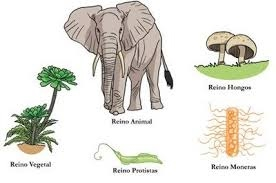 Reino Hongos
Reino Animal
Reino Vegetal
Reino Protistas
Reino Moneras